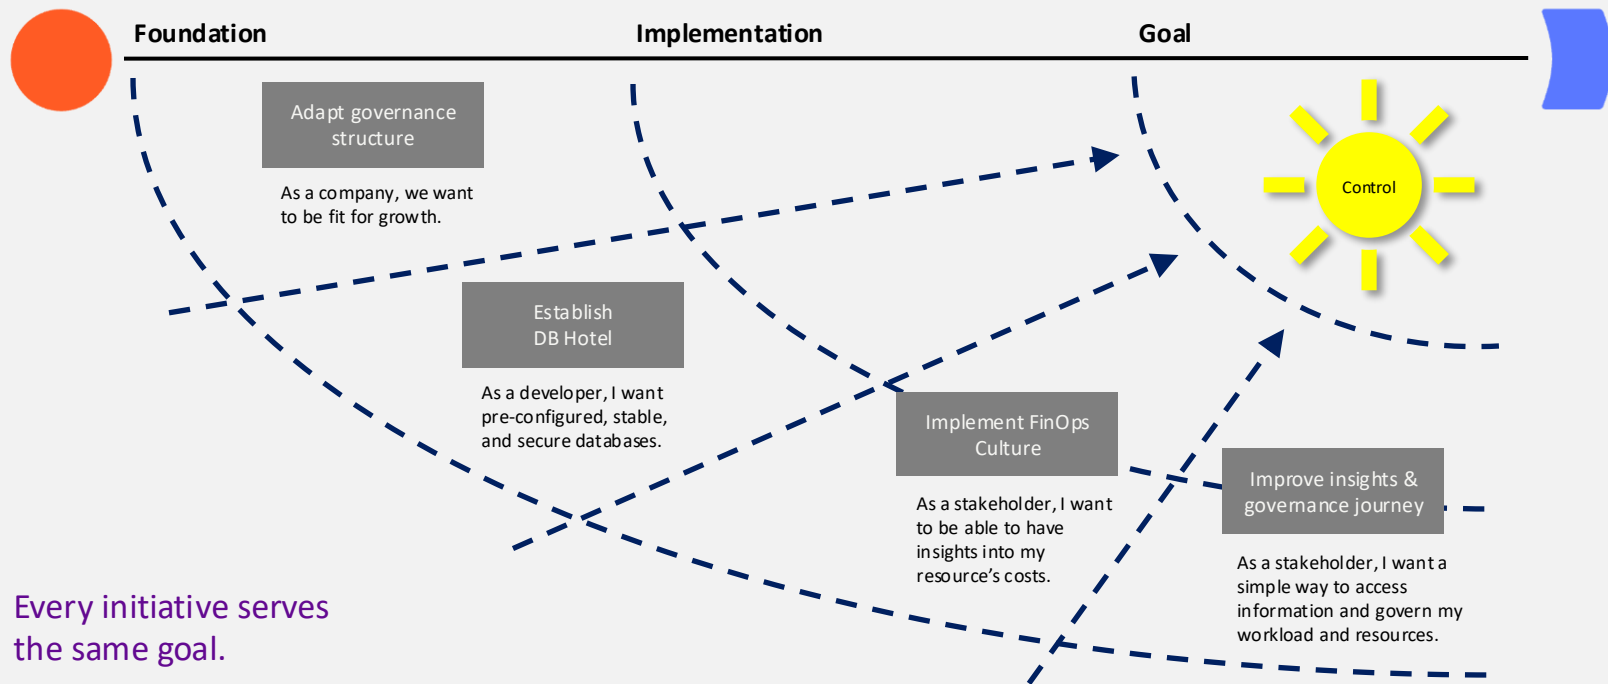 Foundation
Implementation
Goal
Adapt governance
structure
As a company, we want
to be fit for growth.
Control
Establish
DB Hotel
As a developer, I want
pre-configured, stable,
and secure databases.
Implement FinOps
Culture
As a stakeholder, I want
to be able to have
insights into my
resource’s costs.
Improve insights &
governance journey
As a stakeholder, I want a
simple way to access
information and govern my
workload and resources.
Every initiative serves
the same goal.